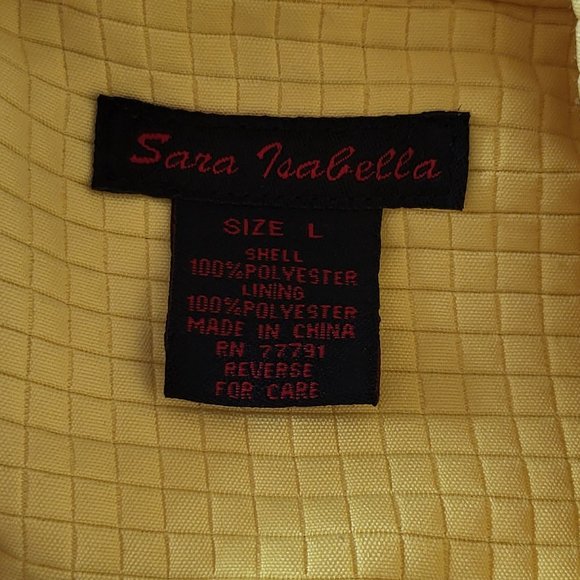 Sara Isabella
SIZE L
SHELL
100%POLYESTER
LINING
100%POLYESTER
MADE IN CHINA
RN 77791
REVERSE
FOR CARE